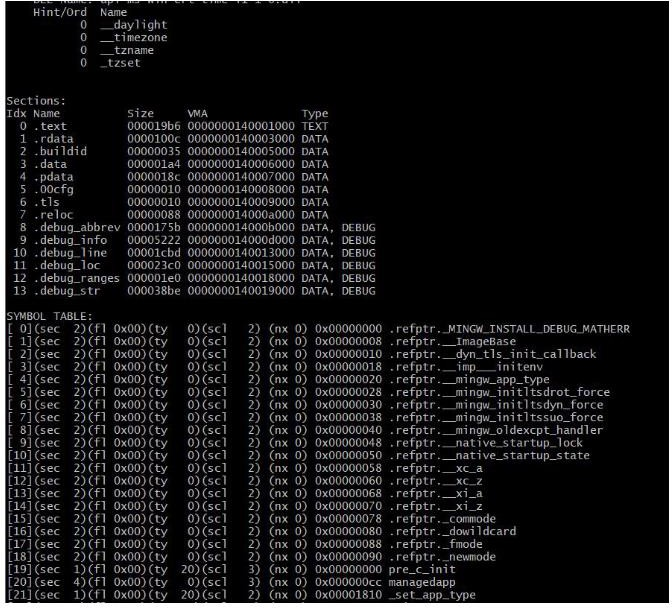 DLL Name: api-ms-win-crt-time-l1-1-0.dll
Hint/Ord Name
0 __daylight
0 __timezone
0 __tzname
0 _tzset
Sections:
Idx Name Size VMA Type
0 .text 000019b6 0000000140001000 TEXT
1 .rdata 0000100c 0000000140003000 DATA
2 .buildid 00000035 0000000140005000 DATA
3 .data 000001a4 0000000140006000 DATA
4 .pdata 0000018c 0000000140007000 DATA
5 .00cfg 00000010 0000000140008000 DATA
6 .tls 00000010 0000000140009000 DATA
7 .reloc 00000088 000000014000a000 DATA
8 .debug_abbrev 0000175b 000000014000b000 DATA, DEBUG
9 .debug_info 00005222 000000014000d000 DATA, DEBUG
10 .debug_line 00001cbd 0000000140013000 DATA, DEBUG
11 .debug_loc 000023c0 0000000140015000 DATA, DEBUG
12 .debug_ranges 000001e0 0000000140018000 DATA, DEBUG
13 .debug_str 000038be 0000000140019000 DATA, DEBUG
SYMBOL TABLE:
[ 0](sec 2)(fl 0x00)(ty 0)(scl 2) (nx 0) 0x00000000 .refptr._MINGW_INSTALL_DEBUG_MATHERR
[ 1](sec 2)(fl 0x00)(ty 0)(scl 2) (nx 0) 0x00000008 .refptr.__ImageBase
[ 2](sec 2)(fl 0x00)(ty 0)(scl 2) (nx 0) 0x00000010 .refptr.__dyn_tls_init_callback
[ 3](sec 2)(fl 0x00)(ty 0)(scl 2) (nx 0) 0x00000018 .refptr.__imp___initenv
[ 4](sec 2)(fl 0x00)(ty 0)(scl 2) (nx 0) 0x00000020 .refptr.__mingw_app_type
[ 5](sec 2)(fl 0x00)(ty 0)(scl 2) (nx 0) 0x00000028 .refptr.__mingw_initltsdrot_force
[ 6](sec 2)(fl 0x00)(ty 0)(scl 2) (nx 0) 0x00000030 .refptr.__mingw_initltsdyn_force
[ 7](sec 2)(fl 0x00)(ty 0)(scl 2) (nx 0) 0x00000038 .refptr.__mingw_initltssuo_force
[ 8](sec 2)(fl 0x00)(ty 0)(scl 2) (nx 0) 0x00000040 .refptr.__mingw_oldexcpt_handler
[ 9](sec 2)(fl 0x00)(ty 0)(scl 2) (nx 0) 0x00000048 .refptr.__native_startup_lock
[10](sec 2)(fl 0x00)(ty 0)(scl 2) (nx 0) 0x00000050 .refptr.__native_startup_state
[11](sec 2)(fl 0x00)(ty 0)(scl 2) (nx 0) 0x00000058 .refptr.__xc_a
[12](sec 2)(fl 0x00)(ty 0)(scl 2) (nx 0) 0x00000060 .refptr.__xc_z
[13](sec 2)(fl 0x00)(ty 0)(scl 2) (nx 0) 0x00000068 .refptr.__xi_a
[14](sec 2)(fl 0x00)(ty 0)(scl 2) (nx 0) 0x00000070 .refptr.__xi_z
[15](sec 2)(fl 0x00)(ty 0)(scl 2) (nx 0) 0x00000078 .refptr._commode
[16](sec 2)(fl 0x00)(ty 0)(scl 2) (nx 0) 0x00000080 .refptr._dowildcard
[17](sec 2)(fl 0x00)(ty 0)(scl 2) (nx 0) 0x00000088 .refptr._fmode
[18](sec 2)(fl 0x00)(ty 0)(scl 2) (nx 0) 0x00000090 .refptr._newmode
[19](sec 1)(fl 0x00)(ty 20)(scl 3) (nx 0) 0x00000000 pre_c_init
[20](sec 4)(fl 0x00)(ty 0)(scl 3) (nx 0) 0x000000cc managedapp
[21](sec 1)(fl 0x00)(ty 20)(scl 2) (nx 0) 0x00001810 _set_app_type